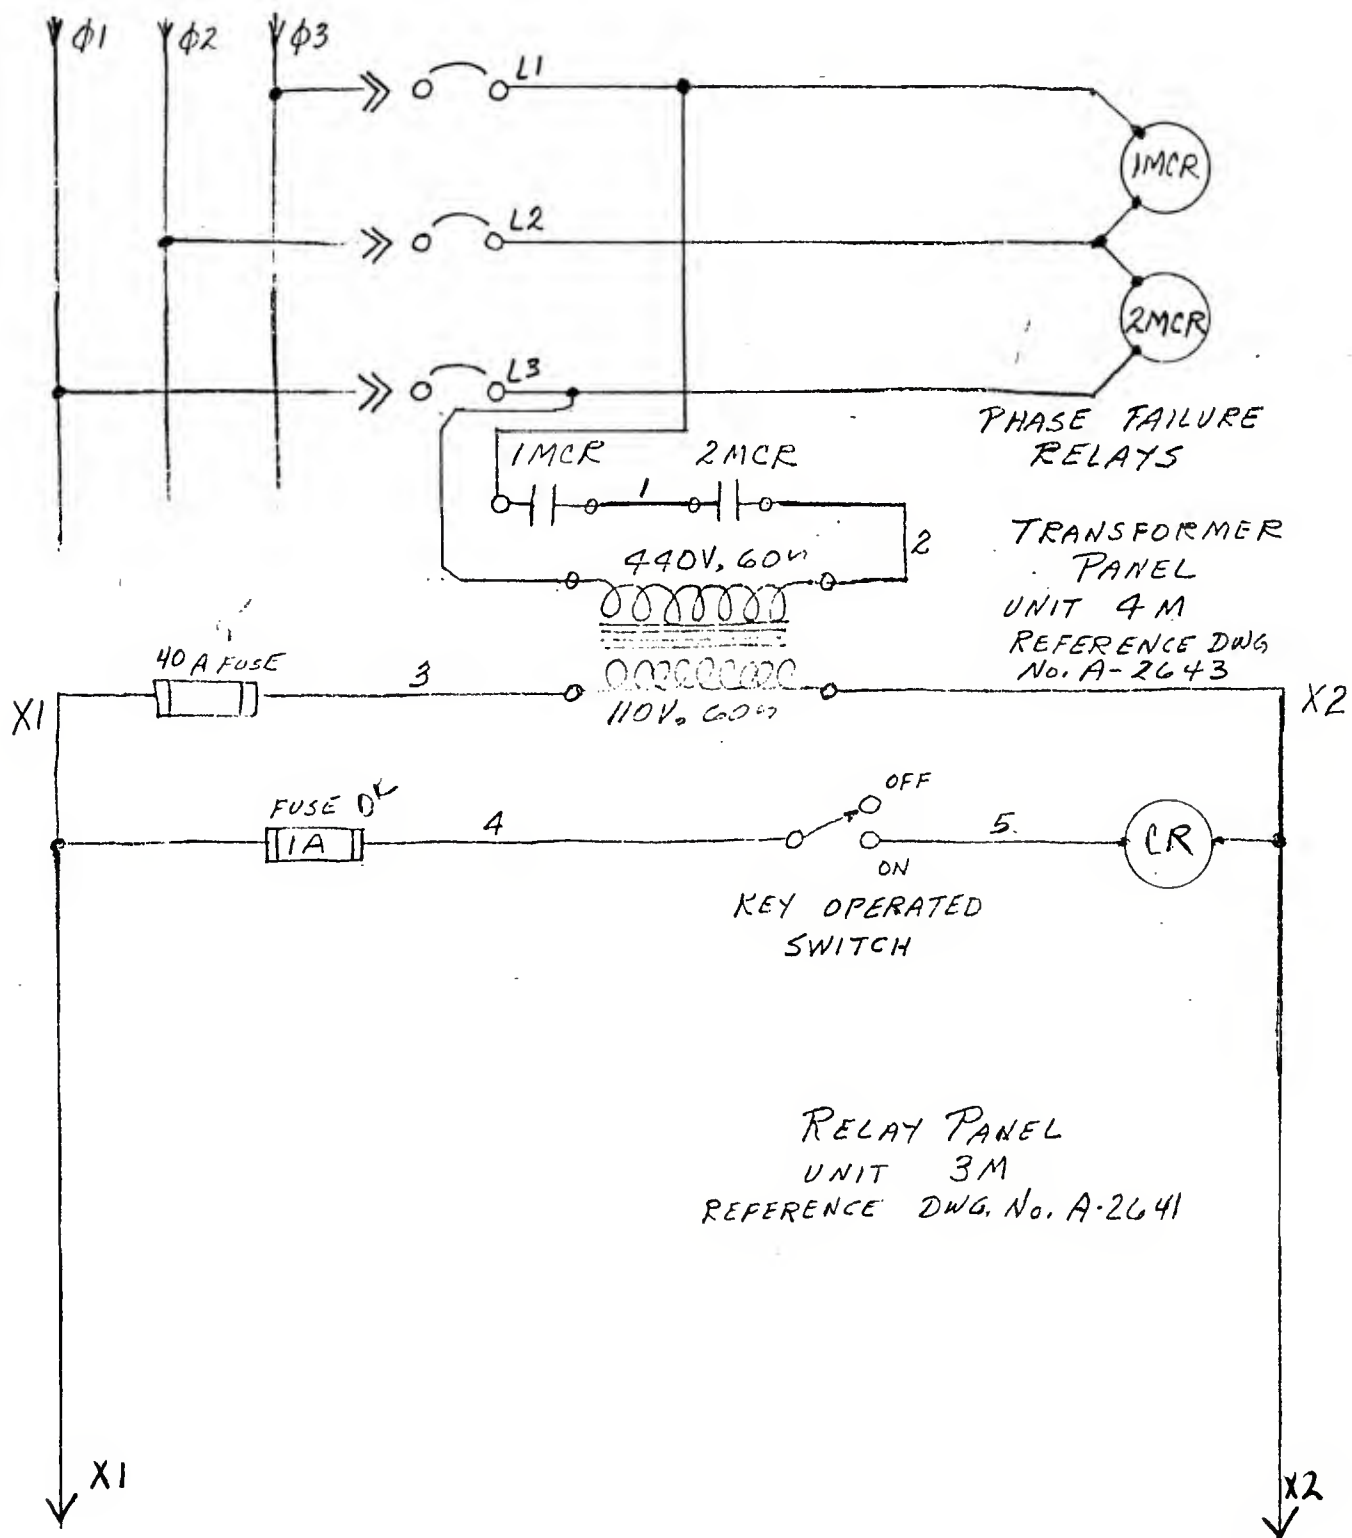 φ1 φ2 φ3
L1
1MCR
L2
2MCR
L3
PHASE FAILURE
RELAYS
1MCR 2MCR
1
2
TRANSFORMER
PANEL
UNIT 4M
REFERENCE DWG
No. A-2643
440V, 60~
40 A FUSE
3
X1
110V, 60~
X2
FUSE OK
1A
4
OFF
ON
5.
CR
KEY OPERATED
SWITCH
RELAY PANEL
UNIT 3M
REFERENCE DWG. No. A-2641
X1
X2